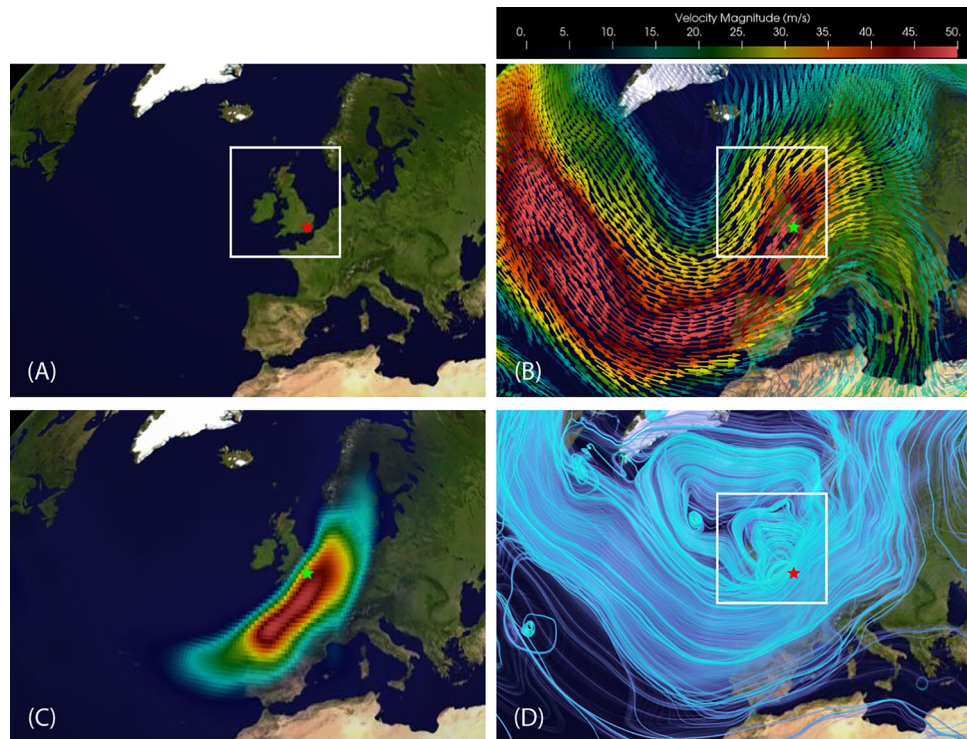 Velocity Magnitude (m/s)
0. 5. 10. 15. 20. 25. 30. 35. 40. 45. 50.
(A)
(B)
(C)
(D)